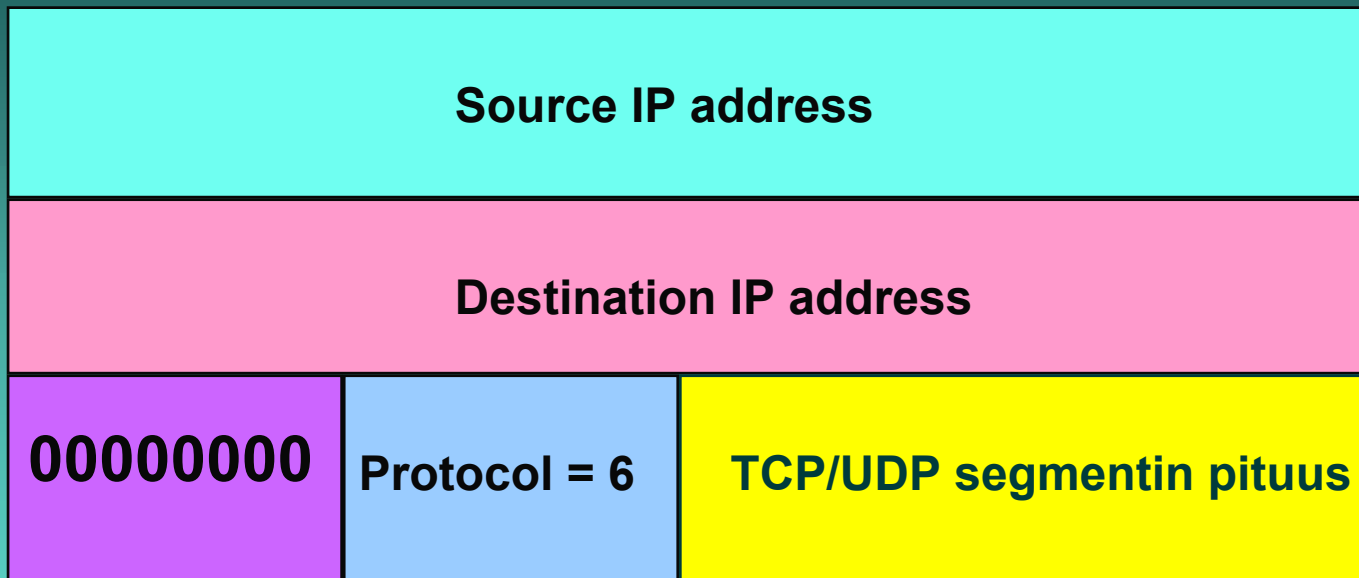 Source IP address
Destination IP address
00000000
Protocol = 6
TCP/UDP segmentin pituus